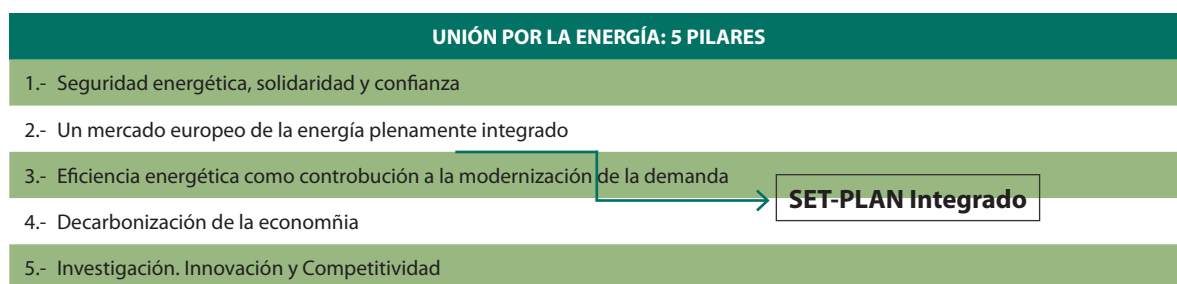 UNIÓN POR LA ENERGÍA: 5 PILARES
1.- Seguridad energética, solidaridad y confianza
2.- Un mercado europeo de la energía plenamente integrado
3.- Eficiencia energética como controbución a la modernización de la demanda
SET-PLAN Integrado
4.- Decarbonización de la economñia
5.- Investigación. Innovación y Competitividad